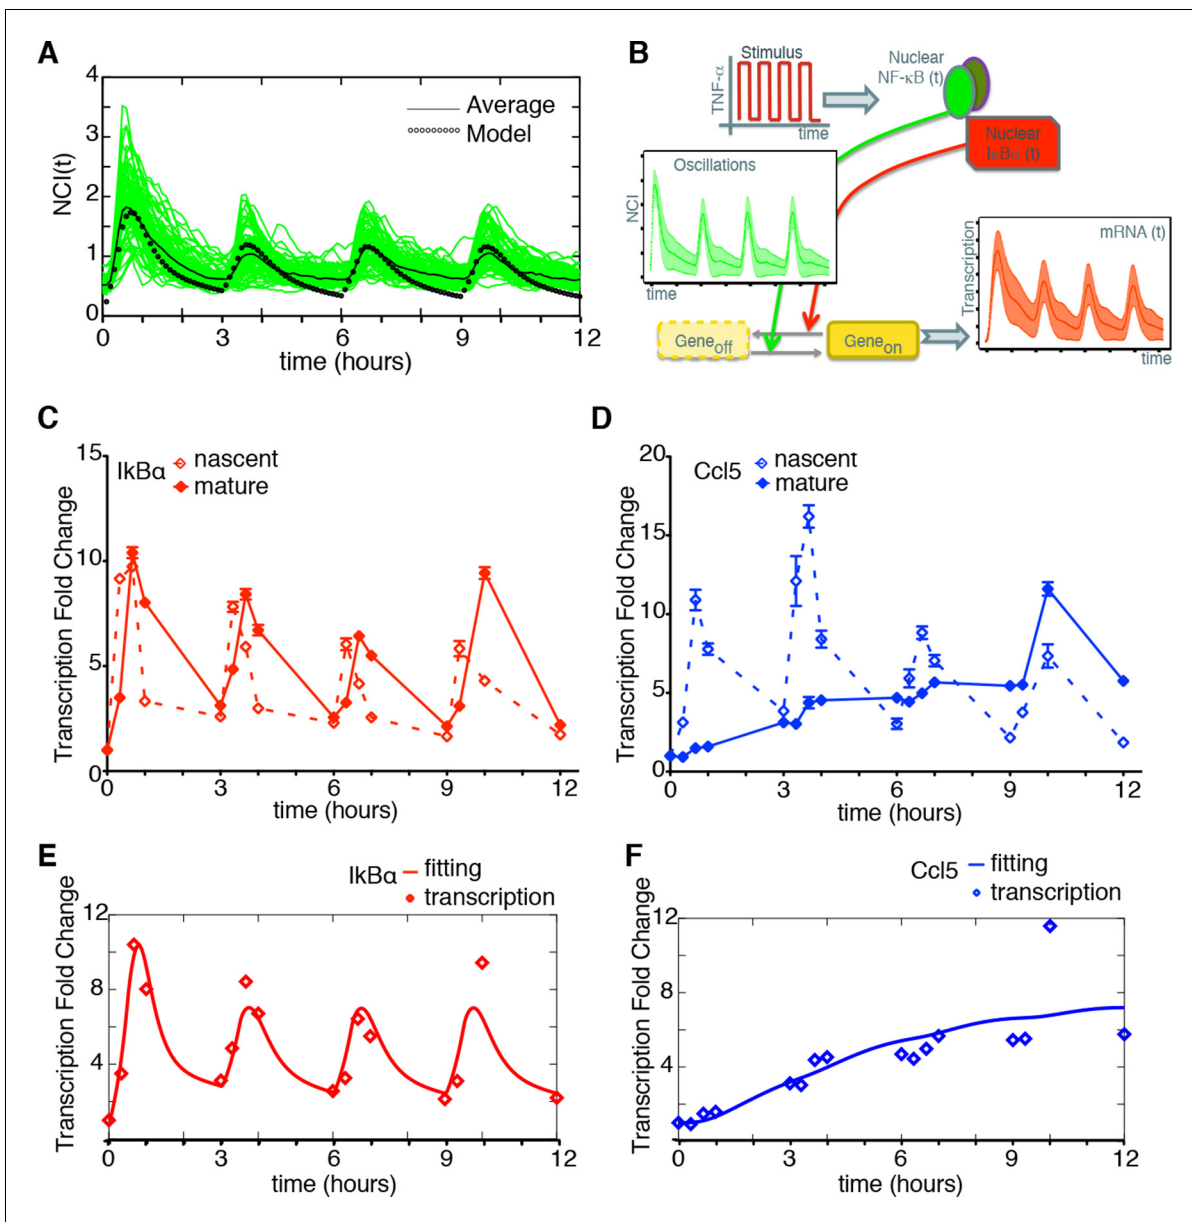 A
4
3
2
1
0
NCI(t)
Average
Model
0
3
6
9
12
time (hours)
B
Stimulus
TNF-α
time
Nuclear
NF-κB (t)
Nuclear
IκBα (t)
Oscillations
NCI
time
mRNA (t)
Transcription
time
Geneoff
Geneon
C
15
10
5
0
Transcription Fold Change
IkBα
nascent
mature
0
3
6
9
12
time (hours)
D
20
15
10
5
0
Transcription Fold Change
Ccl5
nascent
mature
0
3
6
9
12
time (hours)
E
IkBα
fitting
transcription
12
8
4
Transcription Fold Change
0
3
6
9
12
time (hours)
F
Ccl5
fitting
transcription
12
8
4
Transcription Fold Change
0
3
6
9
12
time (hours)